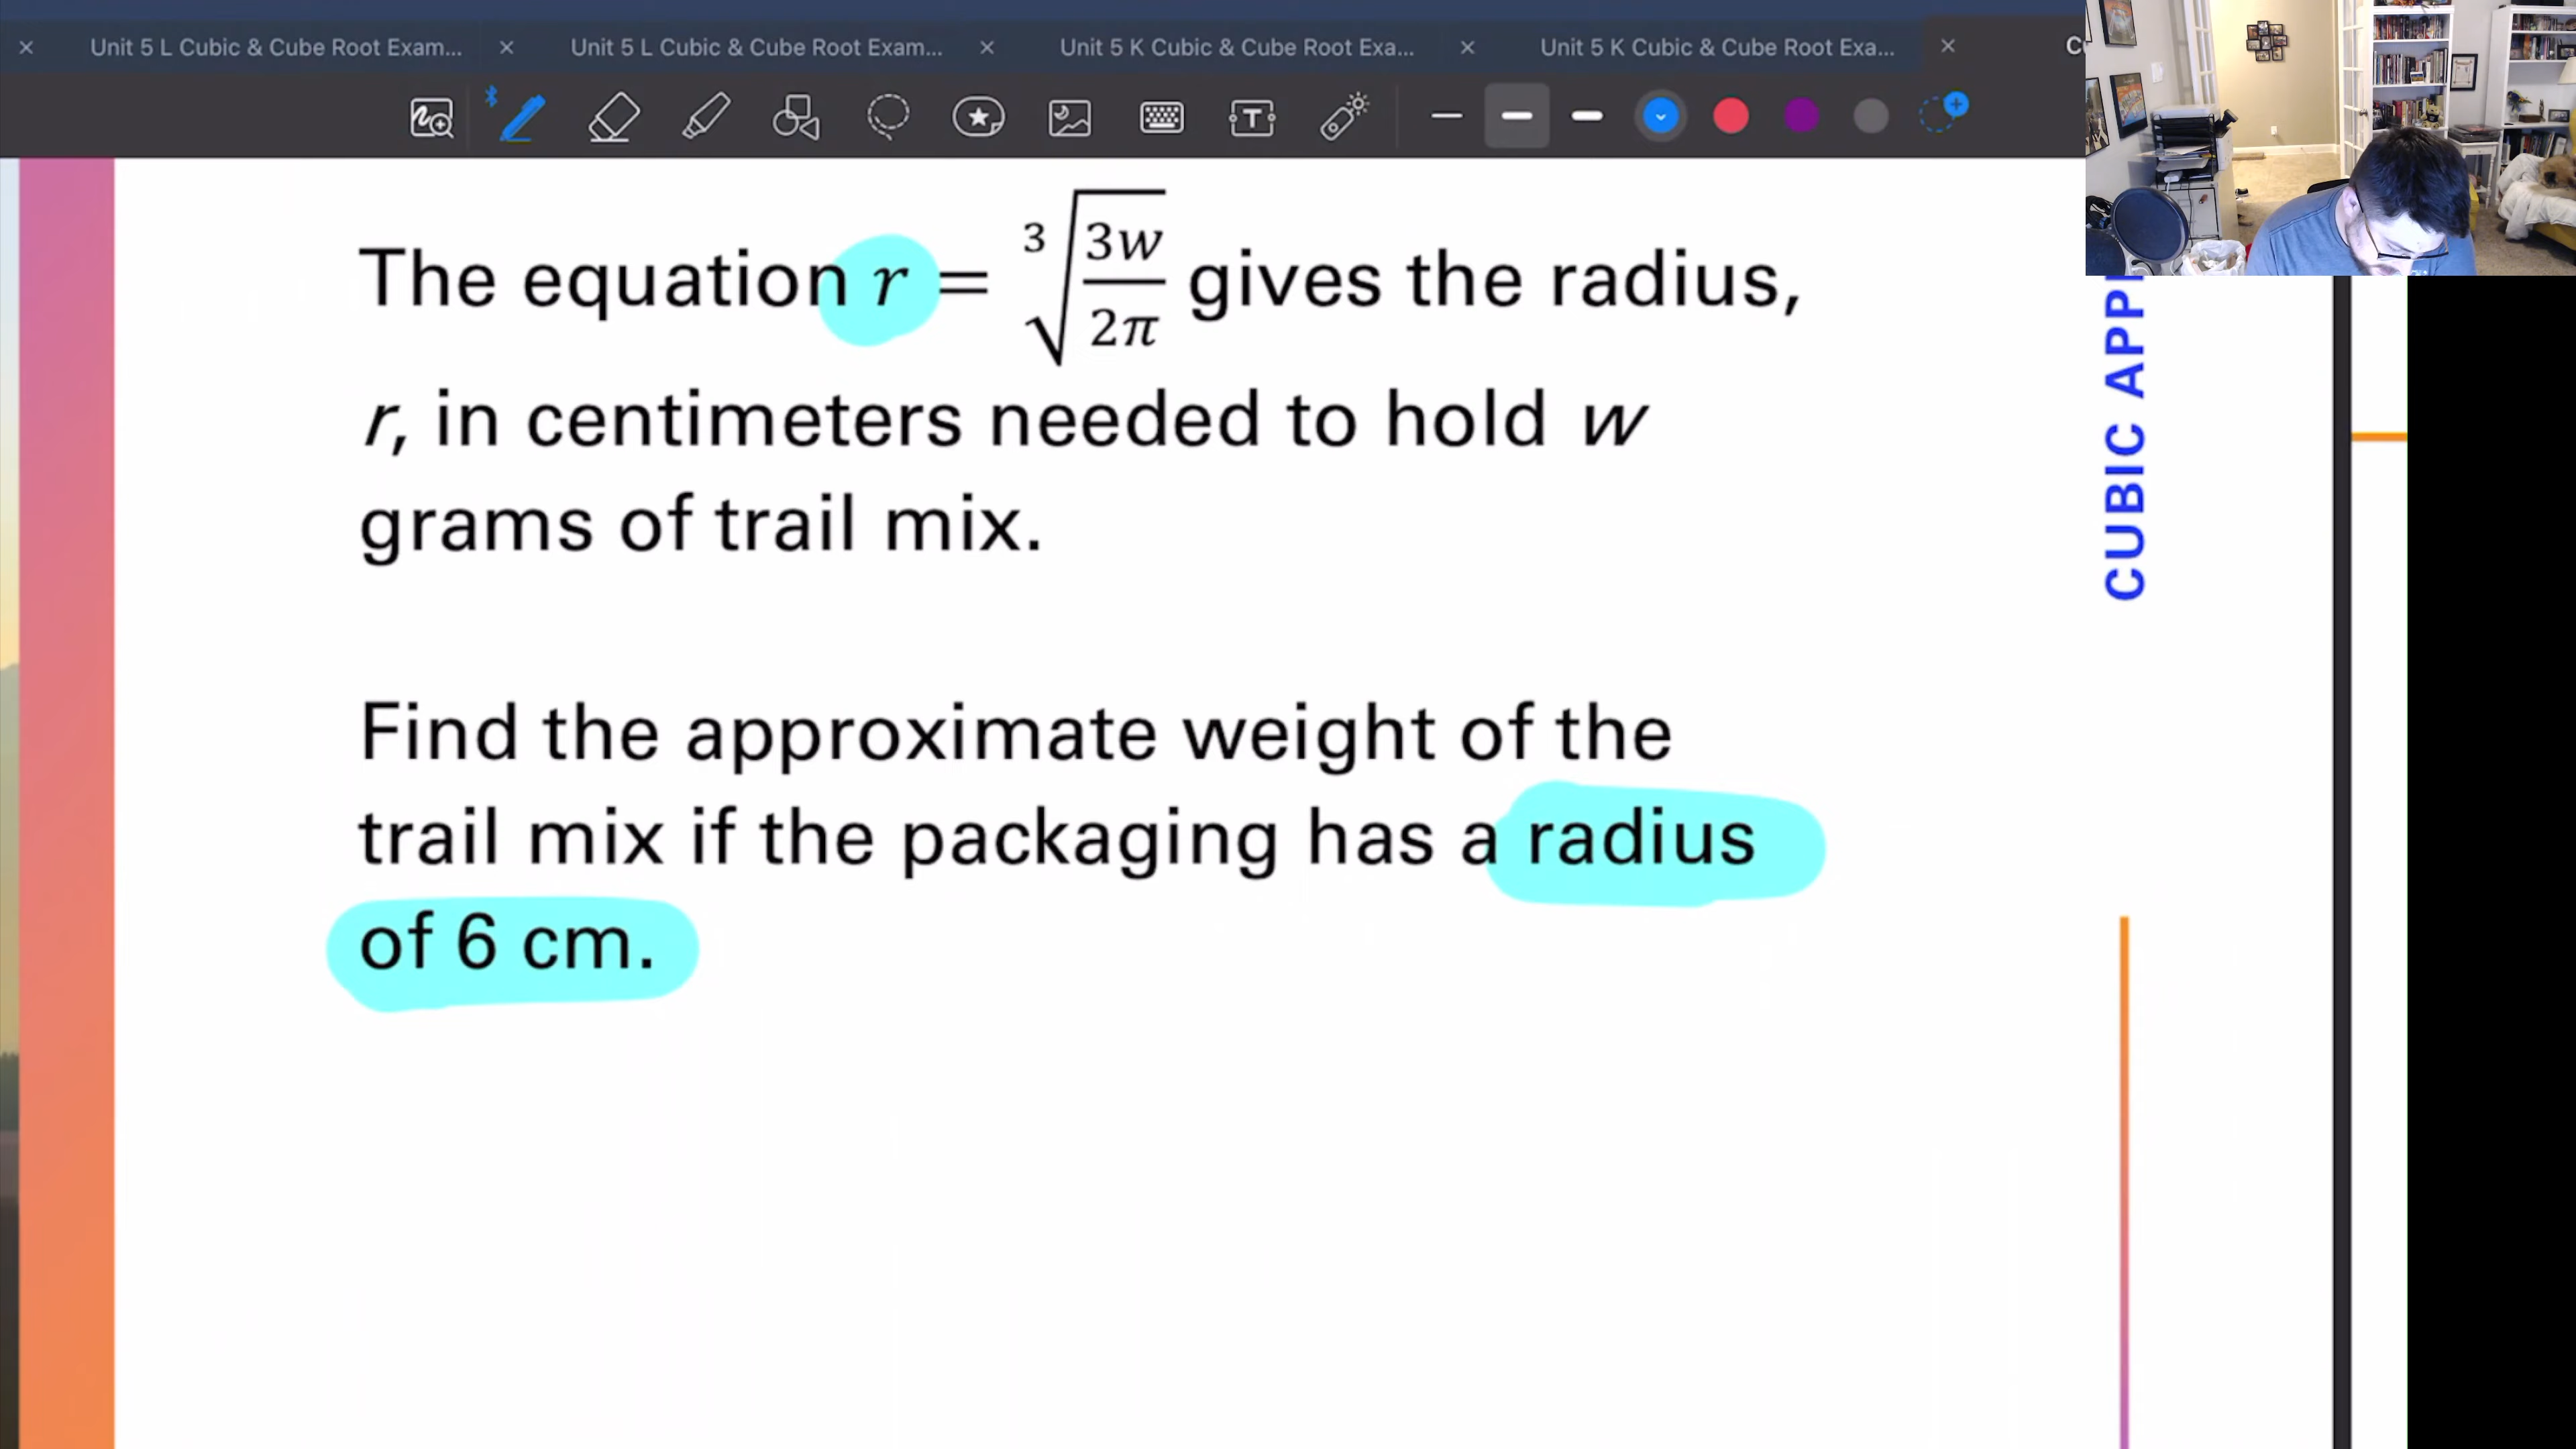 Unit 5 L Cubic & Cube Root Exam...
Unit 5 L Cubic & Cube Root Exam...
Unit 5 K Cubic & Cube Root Exa...
Unit 5 K Cubic & Cube Root Exa...
The equation r = ∛(3w/2π) gives the radius,
r, in centimeters needed to hold w
grams of trail mix.
Find the approximate weight of the
trail mix if the packaging has a radius
of 6 cm.
CUBIC APP